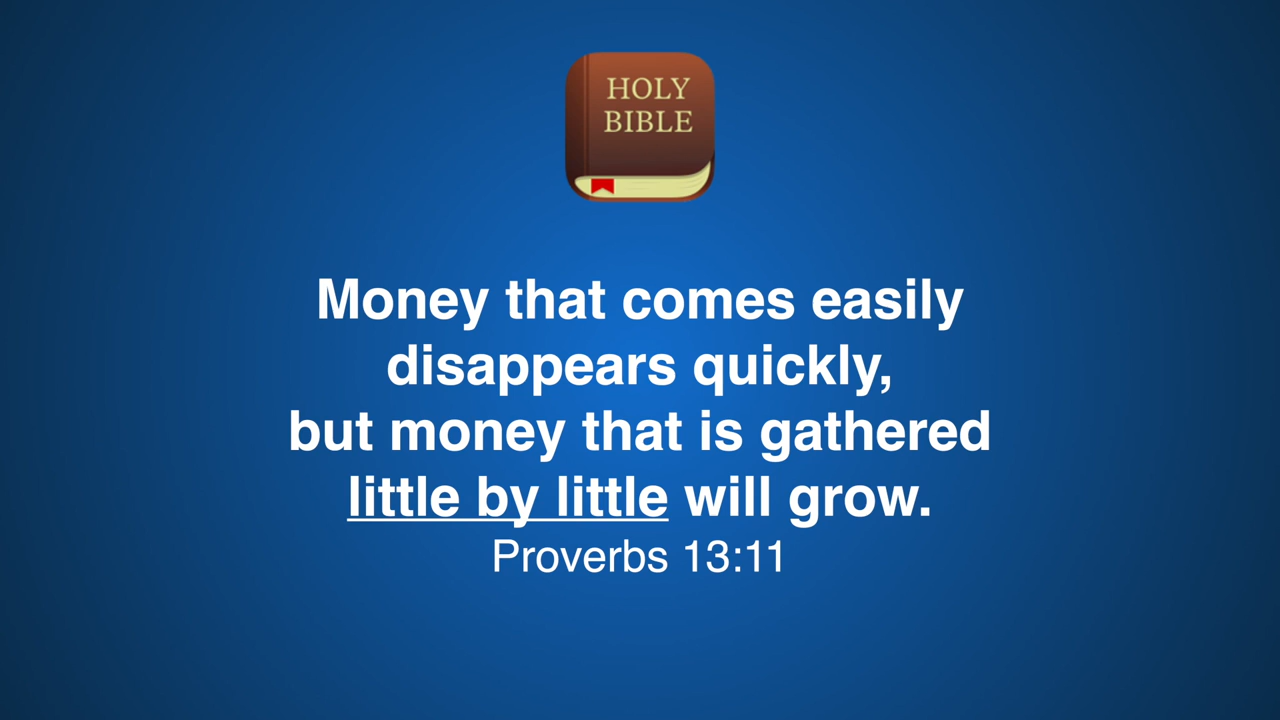 HOLY
BIBLE
Money that comes easily
disappears quickly,
but money that is gathered
little by little will grow.
Proverbs 13:11